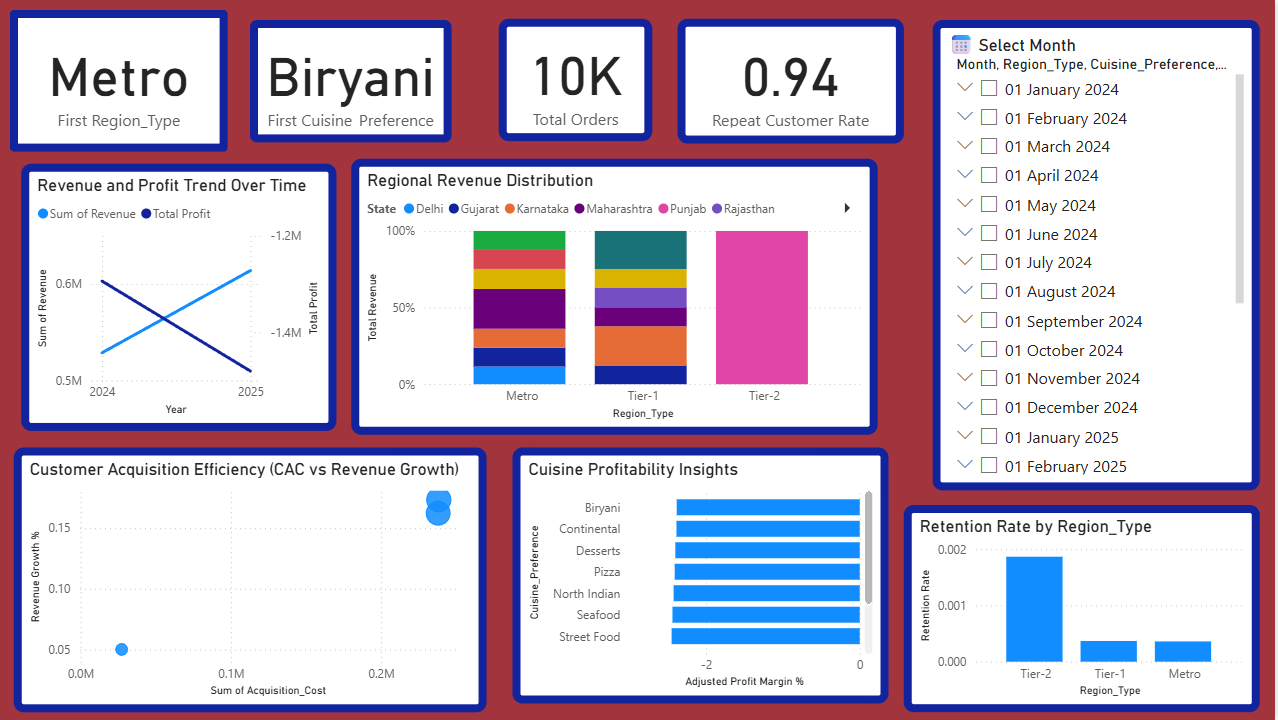 Metro
First Region_Type
Biryani
First Cuisine Preference
10K
Total Orders
0.94
Repeat Customer Rate
Select Month
Month, Region_Type, Cuisine_Preference,...
01 January 2024
01 February 2024
01 March 2024
01 April 2024
01 May 2024
01 June 2024
01 July 2024
01 August 2024
01 September 2024
01 October 2024
01 November 2024
01 December 2024
01 January 2025
01 February 2025
Revenue and Profit Trend Over Time
Sum of Revenue Total Profit
Sum of Revenue
0.6M
0.5M
-1.2M
-1.4M
Total Profit
2024 2025
Year
Regional Revenue Distribution
State Delhi Gujarat Karnataka Maharashtra Punjab Rajasthan
Total Revenue
100%
50%
0%
Metro Tier-1 Tier-2
Region_Type
Customer Acquisition Efficiency (CAC vs Revenue Growth)
Revenue Growth %
0.15
0.10
0.05
0.0M 0.1M 0.2M
Sum of Acquisition_Cost
Cuisine Profitability Insights
Cuisine_Preference
Biryani
Continental
Desserts
Pizza
North Indian
Seafood
Street Food
-2 0
Adjusted Profit Margin %
Retention Rate by Region_Type
Retention Rate
0.002
0.001
0.000
Tier-2 Tier-1 Metro
Region_Type